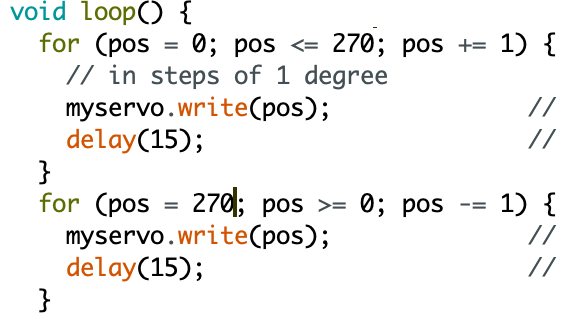 void loop() {
  for (pos = 0; pos <= 270; pos += 1) {
    // in steps of 1 degree
    myservo.write(pos);              //
    delay(15);                       //
  }
  for (pos = 270; pos >= 0; pos -= 1) {
    myservo.write(pos);              //
    delay(15);                       //
  }